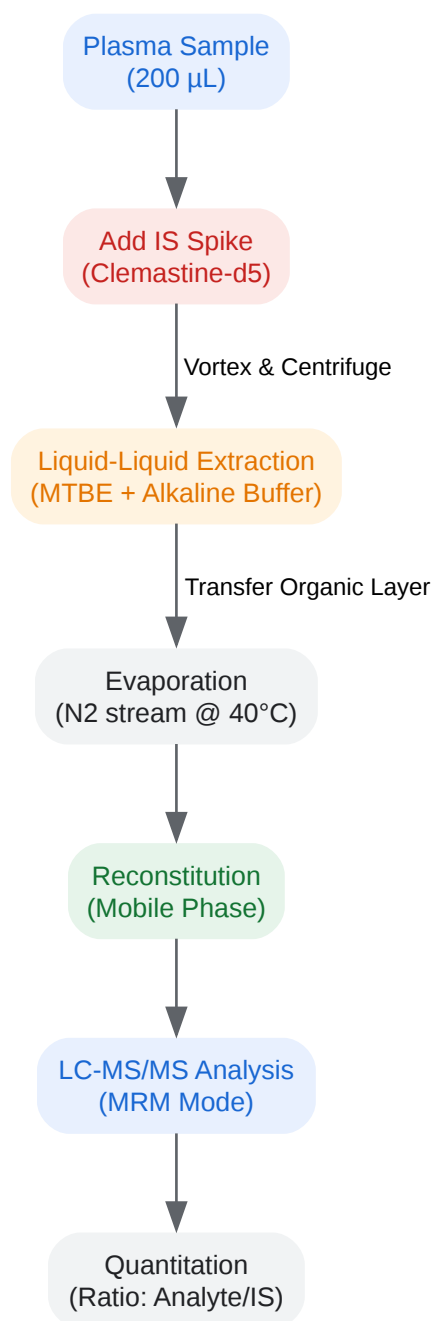 Plasma Sample
(200 µL)
Add IS Spike
(Clemastine-d5)
Vortex & Centrifuge
Liquid-Liquid Extraction
(MTBE + Alkaline Buffer)
Transfer Organic Layer
Evaporation
(N2 stream @ 40°C)
Reconstitution
(Mobile Phase)
LC-MS/MS Analysis
(MRM Mode)
Quantitation
(Ratio: Analyte/IS)